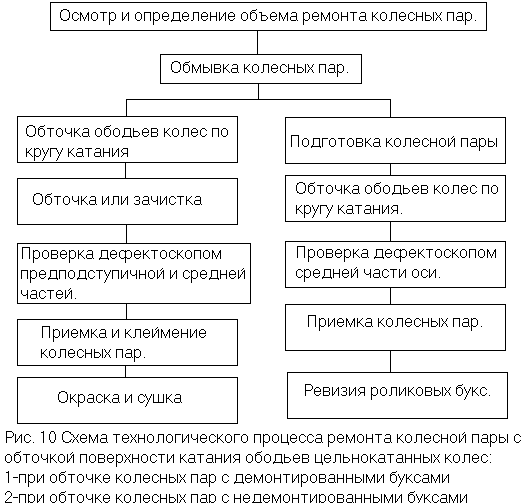 Осмотр и определение объема ремонта колесных пар.
Обмывка колесных пар.
Обточка ободьев колес по
кругу катания
Обточка или зачистка
Проверка дефектоскопом
предподступичной и средней
частей.
Приемка и клеймение
колесных пар.
Окраска и сушка
Подготовка колесной пары
Обточка ободьев колес по
кругу катания.
Проверка дефектоскопом
средней части оси.
Приемка колесных пар.
Ревизия роликовых букс.
Рис. 10 Схема технологического процесса ремонта колесной пары с
обточкой поверхности катания ободьев цельнокатанных колес:
1-при обточке колесных пар с демонтированными буксами
2-при обточке колесных пар с недемонтированными буксами